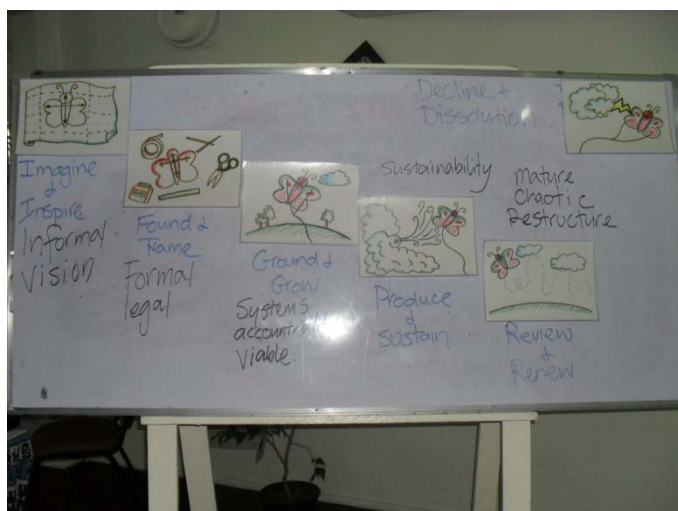 Imagine
&
Inspire
Informal
Vision
Found &
Frame
Formal
legal
Ground &
Grow
Systems
Viable.
Sustainability
Produce
&
Sustain
Decline +
Dissolution
Mature
Chaotic
Restructure
Review
&
Renew